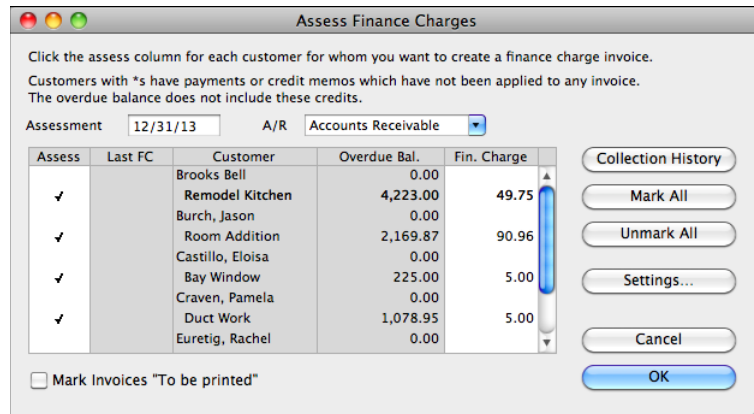 Assess Finance Charges
Click the assess column for each customer for whom you want to create a finance charge invoice.
Customers with *s have payments or credit memos which have not been applied to any invoice.
The overdue balance does not include these credits.
Assessment 12/31/13 A/R Accounts Receivable
Assess Last FC Customer Overdue Bal. Fin. Charge
Brooks Bell 0.00
Remodel Kitchen 4,223.00 49.75
Burch, Jason 0.00
Room Addition 2,169.87 90.96
Castillo, Eloisa 0.00
Bay Window 225.00 5.00
Craven, Pamela 0.00
Duct Work 1,078.95 5.00
Euretig, Rachel 0.00
Collection History
Mark All
Unmark All
Settings...
Cancel
OK
Mark Invoices "To be printed"